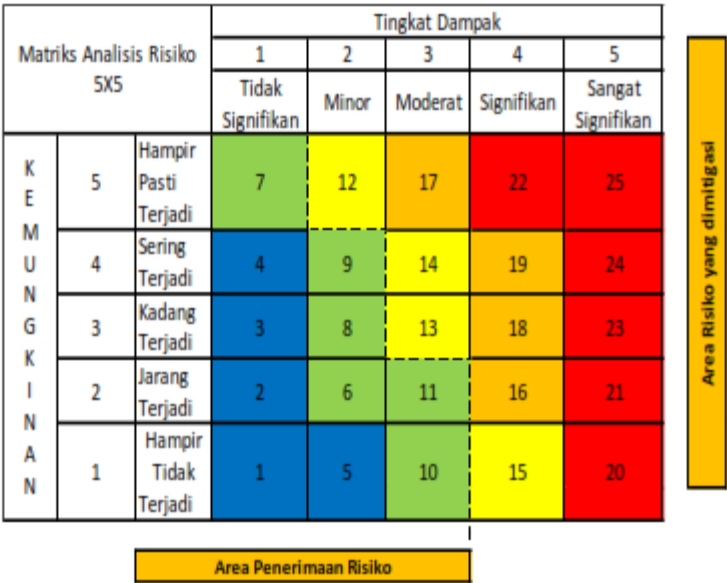 Matriks Analisis Risiko
5X5
Tingkat Dampak
1 2 3 4 5
Tidak
Signifikan
Minor
Moderat
Signifikan
Sangat
Signifikan
K
E
M
U
N
G
K
I
N
A
N
5
Hampir
Pasti
Terjadi
7 12 17 22 25
4
Sering
Terjadi
4 9 14 19 24
3
Kadang
Terjadi
3 8 13 18 23
2
Jarang
Terjadi
2 6 11 16 21
1
Hampir
Tidak
Terjadi
1 5 10 15 20
Area Risiko yang dimitigasi
Area Penerimaan Risiko